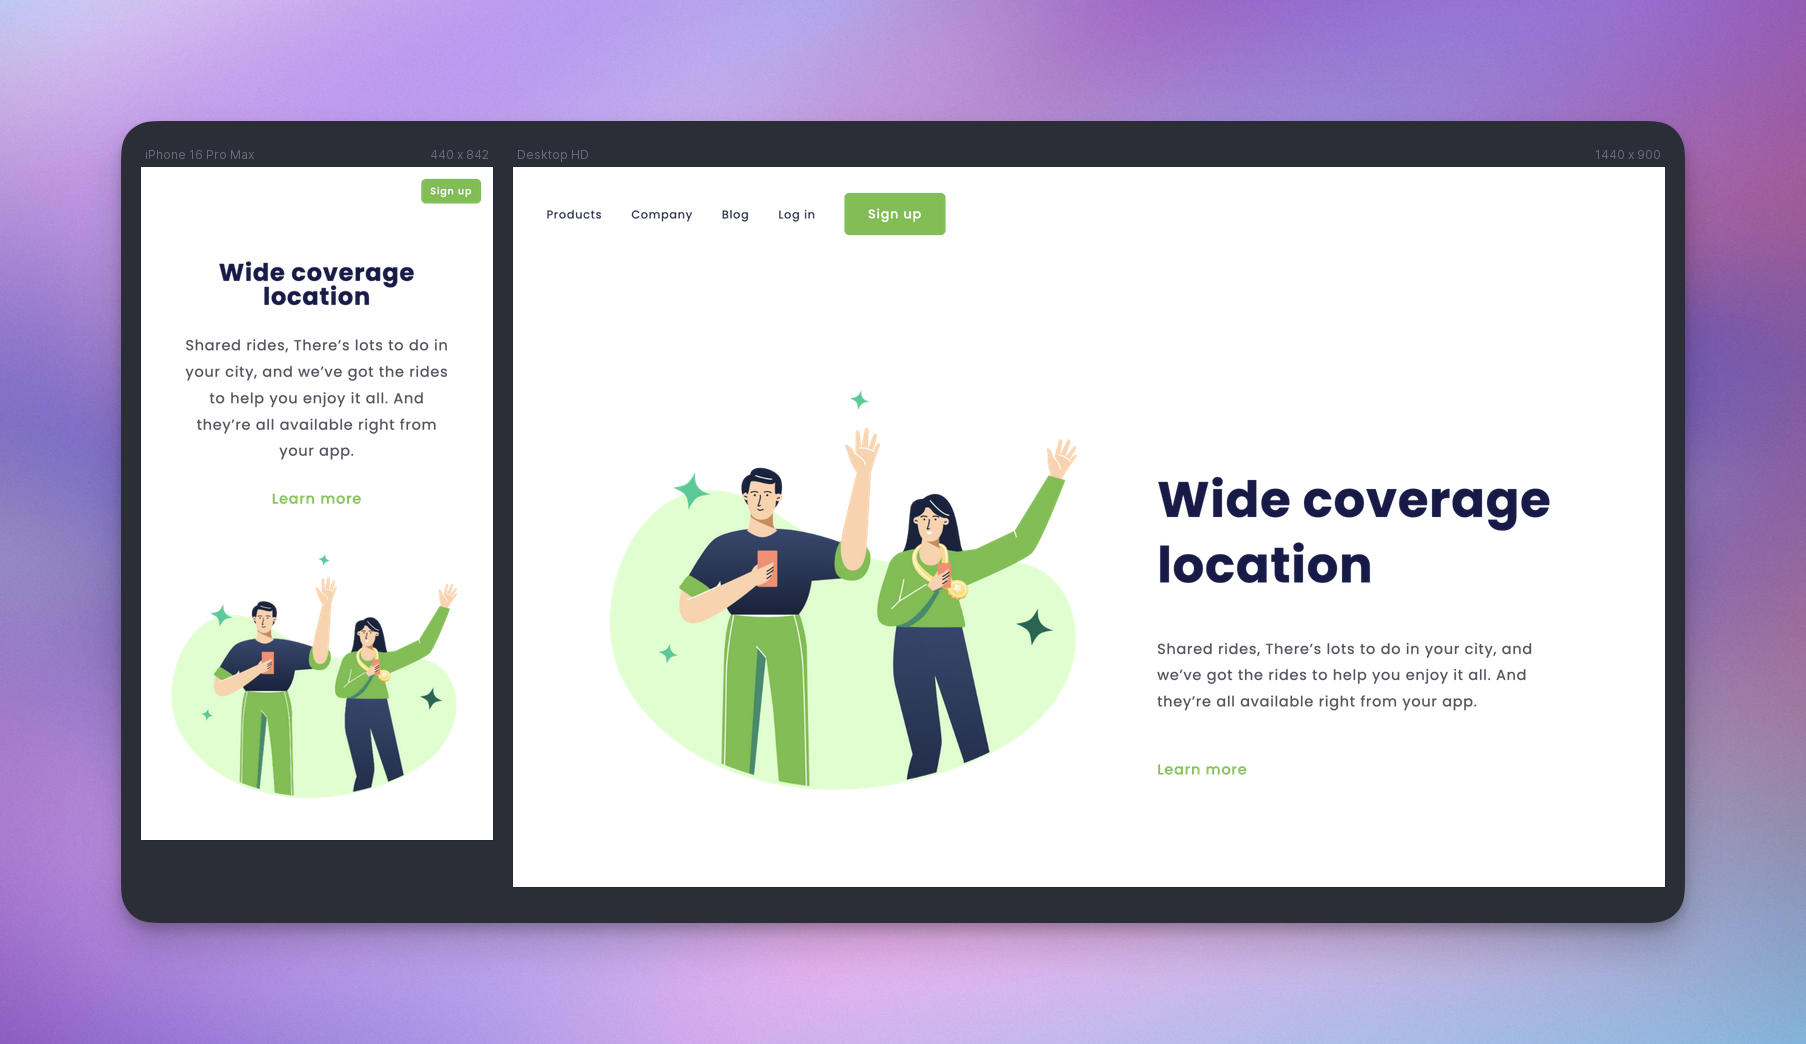 iPhone 16 Pro Max
440 x 842
Sign up
Wide coverage
location
Shared rides, There’s lots to do in
your city, and we’ve got the rides
to help you enjoy it all. And
they’re all available right from
your app.
Learn more
Desktop HD
1440 x 900
Products
Company
Blog
Log in
Sign up
Wide coverage
location
Shared rides, There’s lots to do in your city, and
we’ve got the rides to help you enjoy it all. And
they’re all available right from your app.
Learn more